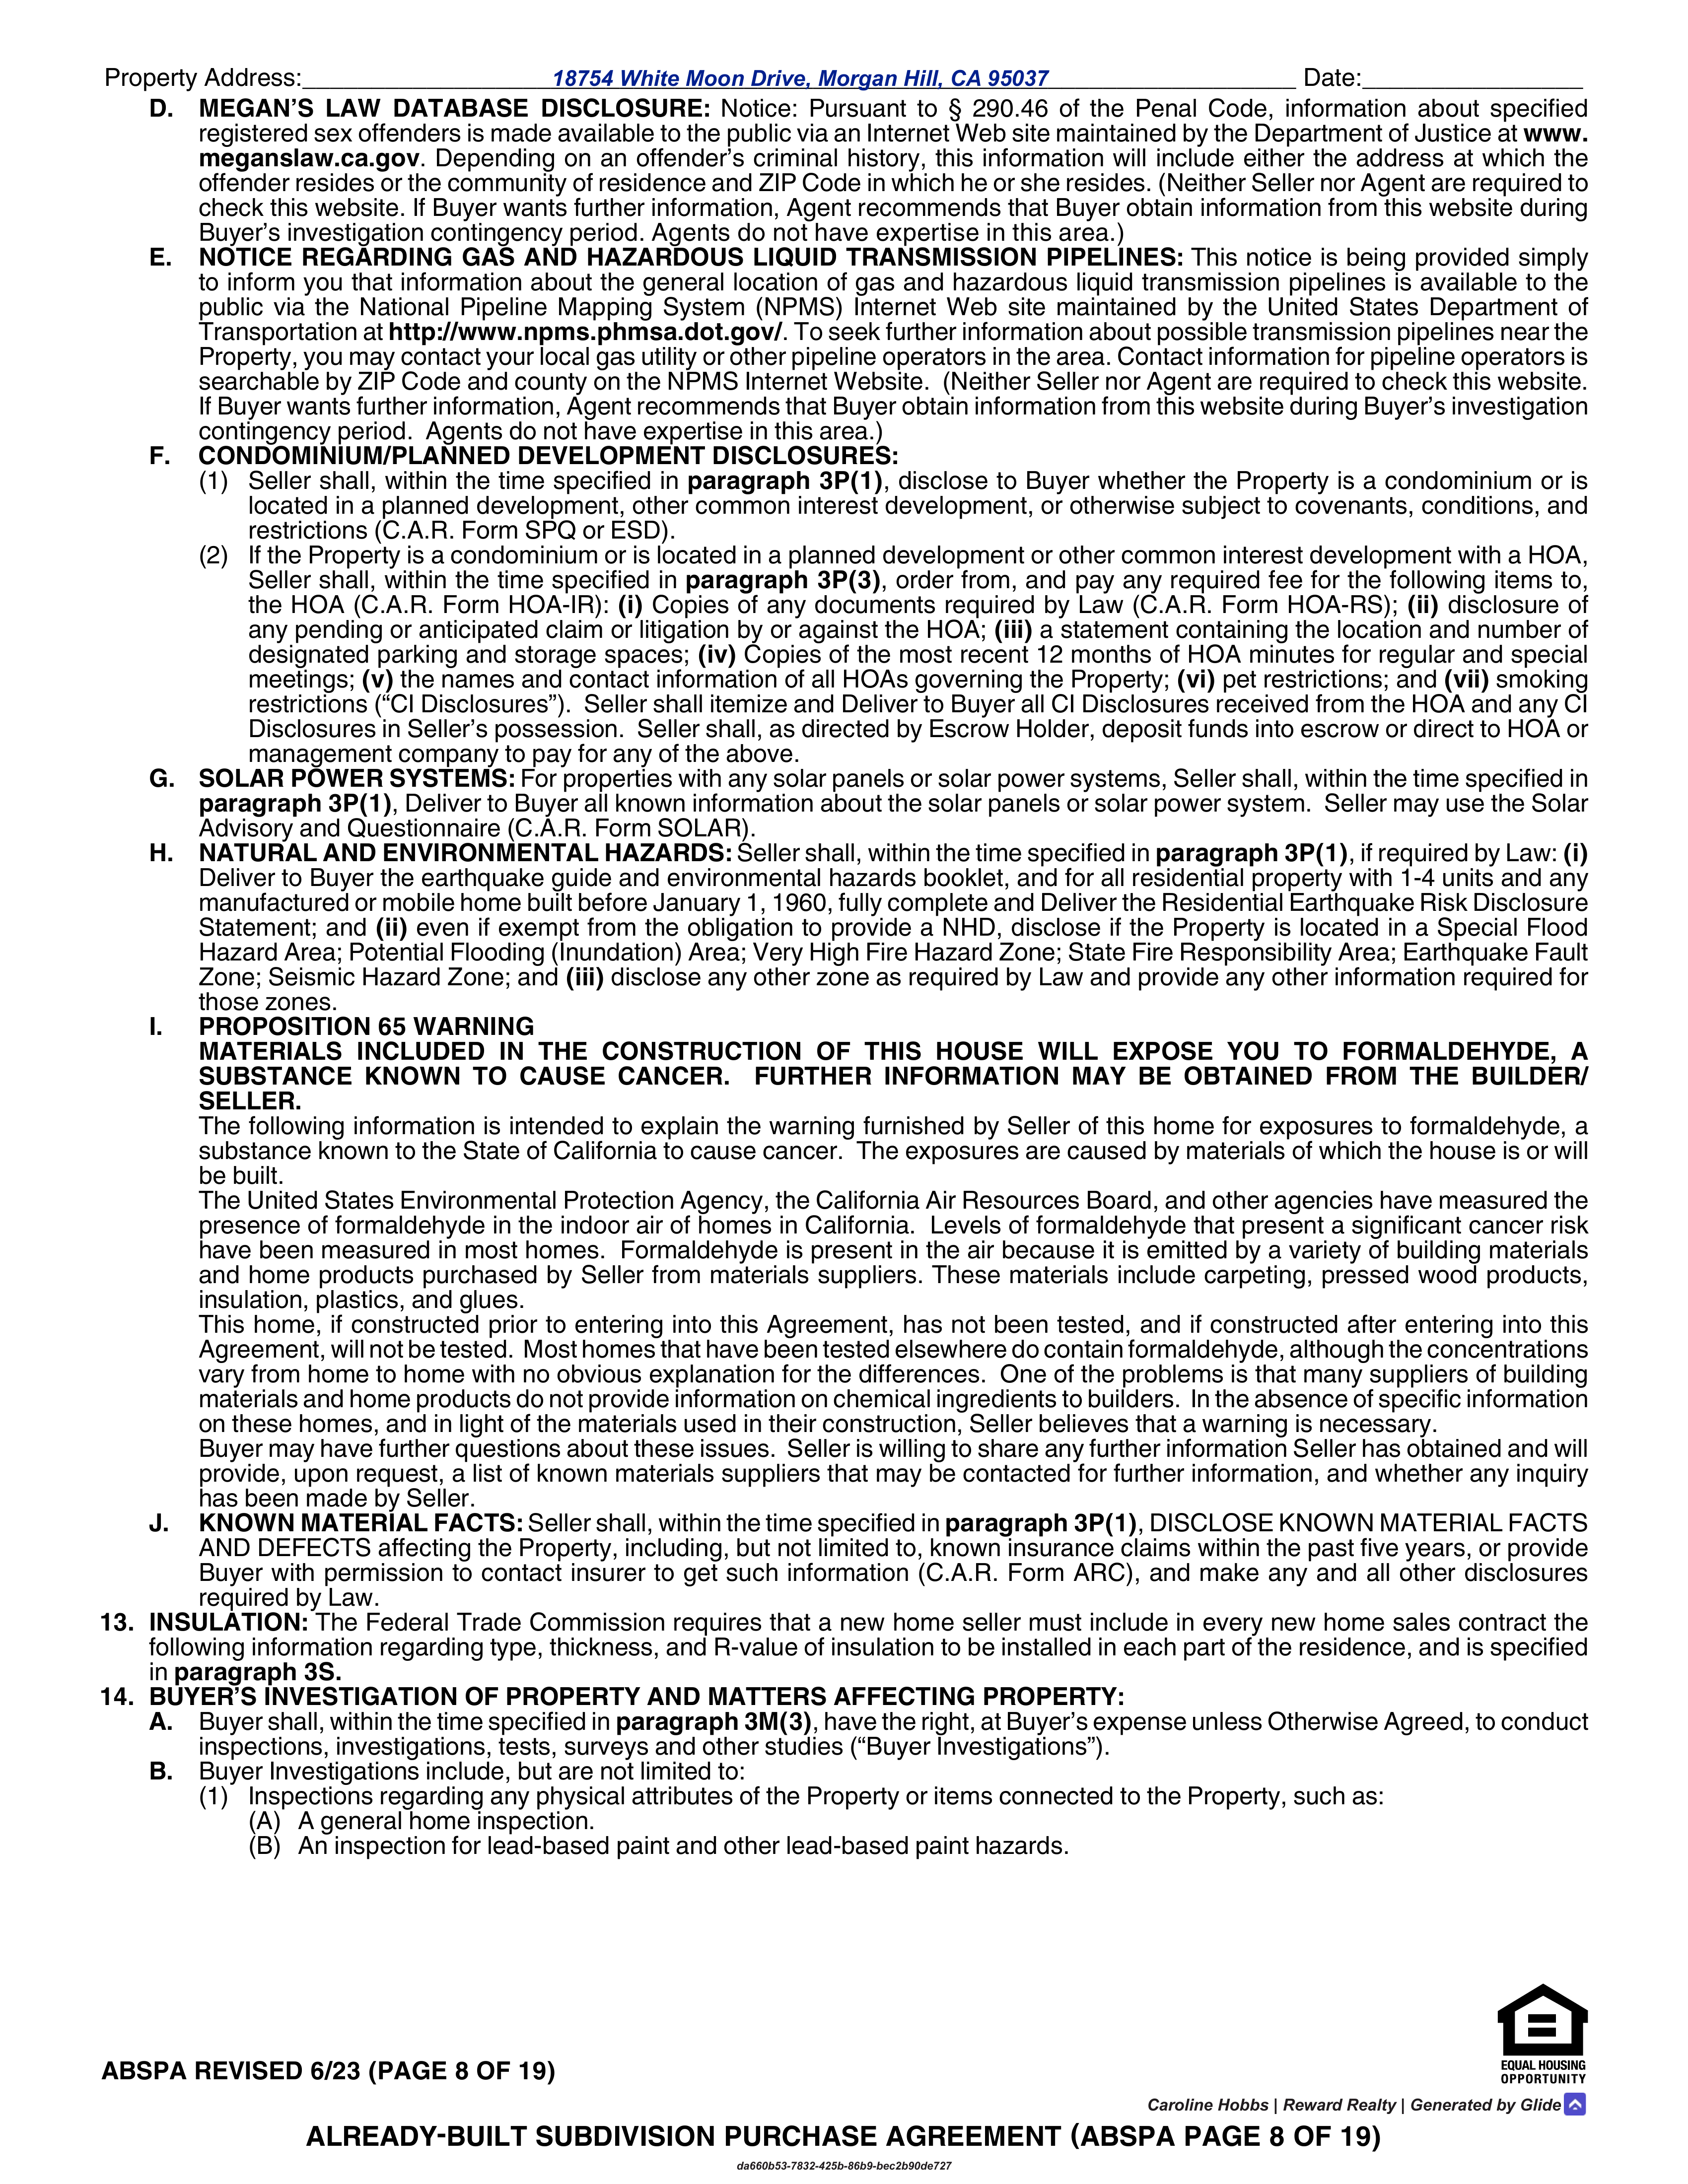 Property Address: 18754 White Moon Drive, Morgan Hill, CA 95037 Date:
D. MEGAN'S LAW DATABASE DISCLOSURE: Notice: Pursuant to § 290.46 of the Penal Code, information about specified
registered sex offenders is made available to the public via an Internet Web site maintained by the Department of Justice at www.
meganslaw.ca.gov. Depending on an offender's criminal history, this information will include either the address at which the
offender resides or the community of residence and ZIP Code in which he or she resides. (Neither Seller nor Agent are required to
check this website. If Buyer wants further information, Agent recommends that Buyer obtain information from this website during
Buyer's investigation contingency period. Agents do not have expertise in this area.)
E. NOTICE REGARDING GAS AND HAZARDOUS LIQUID TRANSMISSION PIPELINES: This notice is being provided simply
to inform you that information about the general location of gas and hazardous liquid transmission pipelines is available to the
public via the National Pipeline Mapping System (NPMS) Internet Web site maintained by the United States Department of
Transportation at http://www.npms.phmsa.dot.gov/. To seek further information about possible transmission pipelines near the
Property, you may contact your local gas utility or other pipeline operators in the area. Contact information for pipeline operators is
searchable by ZIP Code and county on the NPMS Internet Website. (Neither Seller nor Agent are required to check this website.
If Buyer wants further information, Agent recommends that Buyer obtain information from this website during Buyer's investigation
contingency period. Agents do not have expertise in this area.)
F. CONDOMINIUM/PLANNED DEVELOPMENT DISCLOSURES:
(1) Seller shall, within the time specified in paragraph 3P(1), disclose to Buyer whether the Property is a condominium or is
located in a planned development, other common interest development, or otherwise subject to covenants, conditions, and
restrictions (C.A.R. Form SPQ or ESD).
(2) If the Property is a condominium or is located in a planned development or other common interest development with a HOA,
Seller shall, within the time specified in paragraph 3P(3), order from, and pay any required fee for the following items to,
the HOA (C.A.R. Form HOA-IR): (i) Copies of any documents required by Law (C.A.R. Form HOA-RS); (ii) disclosure of
any pending or anticipated claim or litigation by or against the HOA; (iii) a statement containing the location and number of
designated parking and storage spaces; (iv) Copies of the most recent 12 months of HOA minutes for regular and special
meetings; (v) the names and contact information of all HOAs governing the Property; (vi) pet restrictions; and (vii) smoking
restrictions ("CI Disclosures"). Seller shall itemize and Deliver to Buyer all CI Disclosures received from the HOA and any CI
Disclosures in Seller's possession. Seller shall, as directed by Escrow Holder, deposit funds into escrow or direct to HOA or
management company to pay for any of the above.
G. SOLAR POWER SYSTEMS: For properties with any solar panels or solar power systems, Seller shall, within the time specified in
paragraph 3P(1), Deliver to Buyer all known information about the solar panels or solar power system. Seller may use the Solar
Advisory and Questionnaire (C.A.R. Form SOLAR).
H. NATURAL AND ENVIRONMENTAL HAZARDS: Seller shall, within the time specified in paragraph 3P(1), if required by Law: (i)
Deliver to Buyer the earthquake guide and environmental hazards booklet, and for all residential property with 1-4 units and any
manufactured or mobile home built before January 1, 1960, fully complete and Deliver the Residential Earthquake Risk Disclosure
Statement; and (ii) even if exempt from the obligation to provide a NHD, disclose if the Property is located in a Special Flood
Hazard Area; Potential Flooding (Inundation) Area; Very High Fire Hazard Zone; State Fire Responsibility Area; Earthquake Fault
Zone; Seismic Hazard Zone; and (iii) disclose any other zone as required by Law and provide any other information required for
those zones.
I. PROPOSITION 65 WARNING
MATERIALS INCLUDED IN THE CONSTRUCTION OF THIS HOUSE WILL EXPOSE YOU TO FORMALDEHYDE, A
SUBSTANCE KNOWN TO CAUSE CANCER. FURTHER INFORMATION MAY BE OBTAINED FROM THE BUILDER/
SELLER.
The following information is intended to explain the warning furnished by Seller of this home for exposures to formaldehyde, a
substance known to the State of California to cause cancer. The exposures are caused by materials of which the house is or will
be built.
The United States Environmental Protection Agency, the California Air Resources Board, and other agencies have measured the
presence of formaldehyde in the indoor air of homes in California. Levels of formaldehyde that present a significant cancer risk
have been measured in most homes. Formaldehyde is present in the air because it is emitted by a variety of building materials
and home products purchased by Seller from materials suppliers. These materials include carpeting, pressed wood products,
insulation, plastics, and glues.
This home, if constructed prior to entering into this Agreement, has not been tested, and if constructed after entering into this
Agreement, will not be tested. Most homes that have been tested elsewhere do contain formaldehyde, although the concentrations
vary from home to home with no obvious explanation for the differences. One of the problems is that many suppliers of building
materials and home products do not provide information on chemical ingredients to builders. In the absence of specific information
on these homes, and in light of the materials used in their construction, Seller believes that a warning is necessary.
Buyer may have further questions about these issues. Seller is willing to share any further information Seller has obtained and will
provide, upon request, a list of known materials suppliers that may be contacted for further information, and whether any inquiry
has been made by Seller.
J. KNOWN MATERIAL FACTS: Seller shall, within the time specified in paragraph 3P(1), DISCLOSE KNOWN MATERIAL FACTS
AND DEFECTS affecting the Property, including, but not limited to, known insurance claims within the past five years, or provide
Buyer with permission to contact insurer to get such information (C.A.R. Form ARC), and make any and all other disclosures
required by Law.
13. INSULATION: The Federal Trade Commission requires that a new home seller must include in every new home sales contract the
following information regarding type, thickness, and R-value of insulation to be installed in each part of the residence, and is specified
in paragraph 3S.
14. BUYER'S INVESTIGATION OF PROPERTY AND MATTERS AFFECTING PROPERTY:
A. Buyer shall, within the time specified in paragraph 3M(3), have the right, at Buyer's expense unless Otherwise Agreed, to conduct
inspections, investigations, tests, surveys and other studies ("Buyer Investigations").
B. Buyer Investigations include, but are not limited to:
(1) Inspections regarding any physical attributes of the Property or items connected to the Property, such as:
(A) A general home inspection.
(B) An inspection for lead-based paint and other lead-based paint hazards.
EQUAL HOUSING
OPPORTUNITY
ABSPA REVISED 6/23 (PAGE 8 OF 19)
Caroline Hobbs | Reward Realty | Generated by Glide
ALREADY-BUILT SUBDIVISION PURCHASE AGREEMENT (ABSPA PAGE 8 OF 19)
da660b53-7832-425b-86b9-bec2b90de727